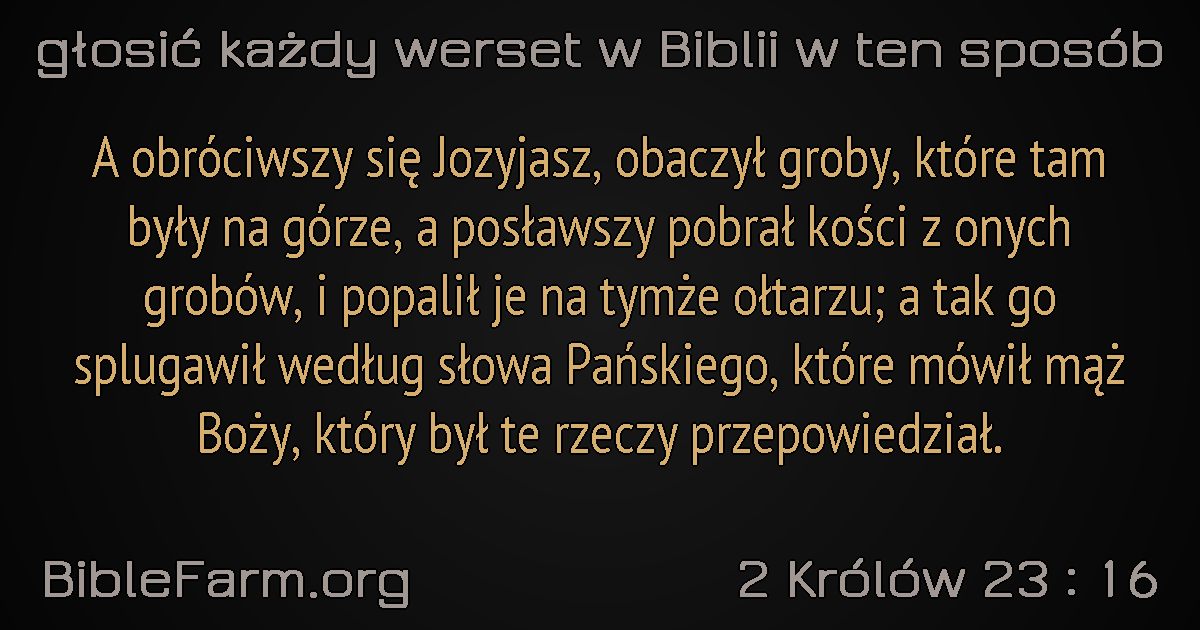 głosić każdy werset w Biblii w ten sposób
A obróciwszy się Jozyjasz, obaczył groby, które tam
były na górze, a posławszy pobrał kości z onych
grobów, i popalił je na tymże ołtarzu; a tak go
splugawił według słowa Pańskiego, które mówił mąż
Boży, który był te rzeczy przepowiedział.
BibleFarm.org
2 Królów 23 : 16